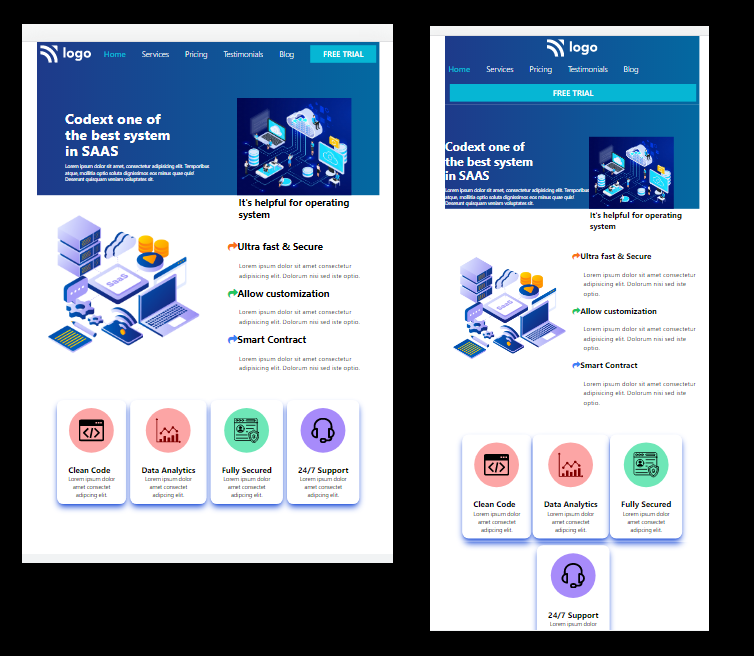 logo
Home Services Pricing Testimonials Blog FREE TRIAL
Codext one of
the best system
in SAAS
Lorem ipsum dolor sit amet, consectetur adipisicing elit. Temporibus
atque, mollitia optio soluta dignissimos eos minus quae quis!
Deserunt quisquam veniam voluptates sit.
It's helpful for operating
system
SaaS
Ultra fast & Secure
Lorem ipsum dolor sit amet consectetur
adipisicing elit. Dolorum nisi sed iste optio.
Allow customization
Lorem ipsum dolor sit amet consectetur
adipisicing elit. Dolorum nisi sed iste optio.
Smart Contract
Lorem ipsum dolor sit amet consectetur
adipisicing elit. Dolorum nisi sed iste optio.
Clean Code
Lorem ipsum dolor
amet consectet
adipcing elit.
Data Analytics
Lorem ipsum dolor
amet consectet
adipcing elit.
Fully Secured
Lorem ipsum dolor
amet consectet
adipcing elit.
24/7 Support
Lorem ipsum dolor
amet consectet
adipcing elit.
logo
Home Services Pricing Testimonials Blog
FREE TRIAL
Codext one of
the best system
in SAAS
Lorem ipsum dolor sit amet, consectetur adipisicing elit. Temporibus
atque, mollitia optio soluta dignissimos eos minus quae quis!
Deserunt quisquam veniam voluptates sit.
It's helpful for operating
system
SaaS
Ultra fast & Secure
Lorem ipsum dolor sit amet consectetur
adipisicing elit. Dolorum nisi sed iste
optio.
Allow customization
Lorem ipsum dolor sit amet consectetur
adipisicing elit. Dolorum nisi sed iste
optio.
Smart Contract
Lorem ipsum dolor sit amet consectetur
adipisicing elit. Dolorum nisi sed iste
optio.
Clean Code
Lorem ipsum dolor
amet consectet
adipcing elit.
Data Analytics
Lorem ipsum dolor
amet consectet
adipcing elit.
Fully Secured
Lorem ipsum dolor
amet consectet
adipcing elit.
24/7 Support
Lorem ipsum dolor